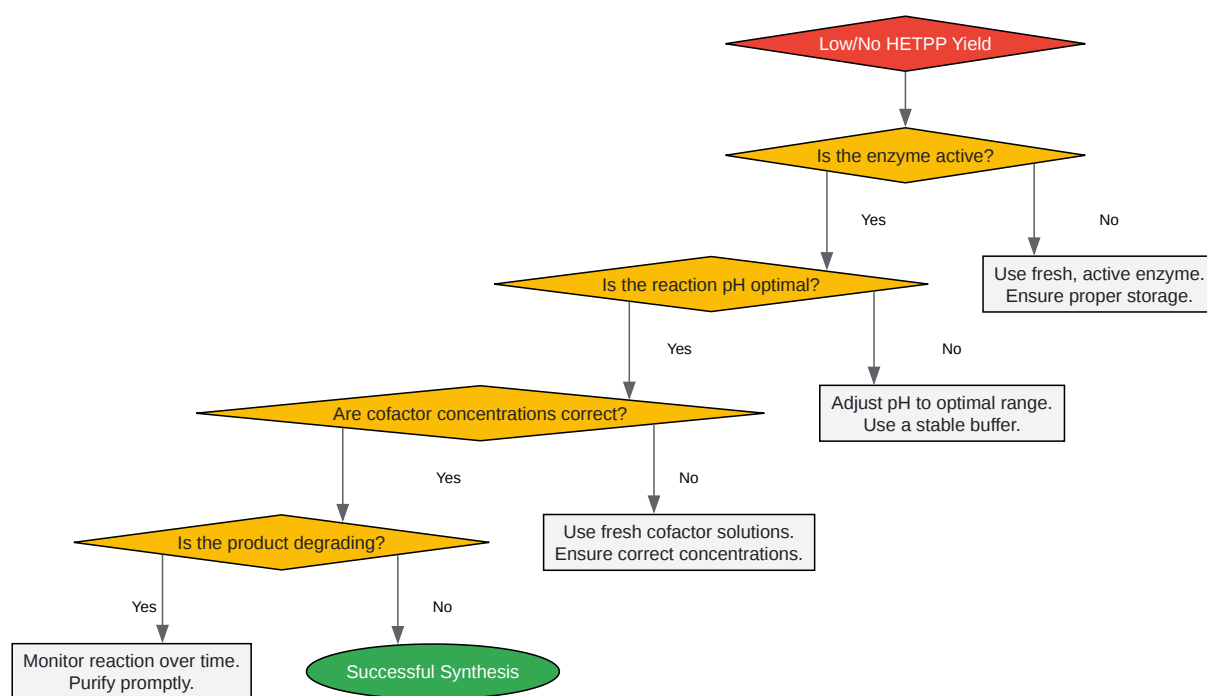 Low/No HETPP Yield
Is the enzyme active?
Yes
No
Use fresh, active enzyme.
Ensure proper storage.
Is the reaction pH optimal?
Yes
No
Adjust pH to optimal range.
Use a stable buffer.
Are cofactor concentrations correct?
Yes
No
Use fresh cofactor solutions.
Ensure correct concentrations.
Is the product degrading?
Yes
No
Monitor reaction over time.
Purify promptly.
Successful Synthesis